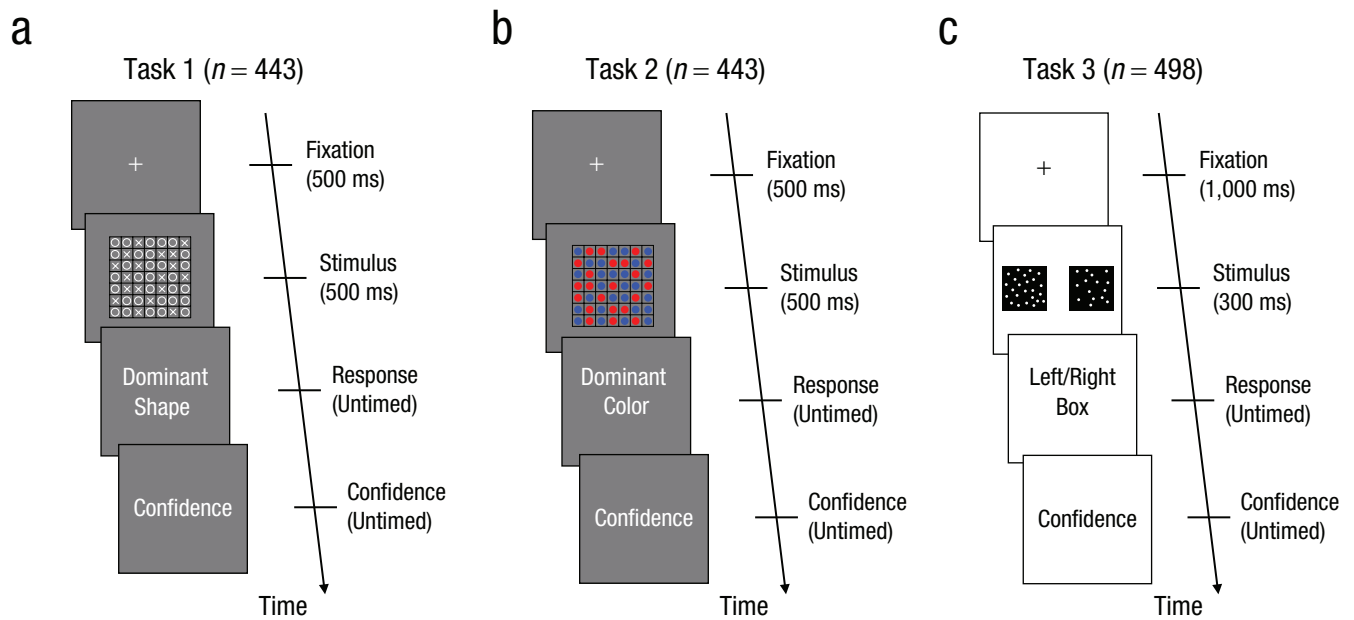 a
Task 1 (n = 443)
+
Dominant
Shape
Confidence
Fixation
(500 ms)
Stimulus
(500 ms)
Response
(Untimed)
Confidence
(Untimed)
Time
b
Task 2 (n = 443)
+
Dominant
Color
Confidence
Fixation
(500 ms)
Stimulus
(500 ms)
Response
(Untimed)
Confidence
(Untimed)
Time
c
Task 3 (n = 498)
+
Left/Right
Box
Confidence
Fixation
(1,000 ms)
Stimulus
(300 ms)
Response
(Untimed)
Confidence
(Untimed)
Time